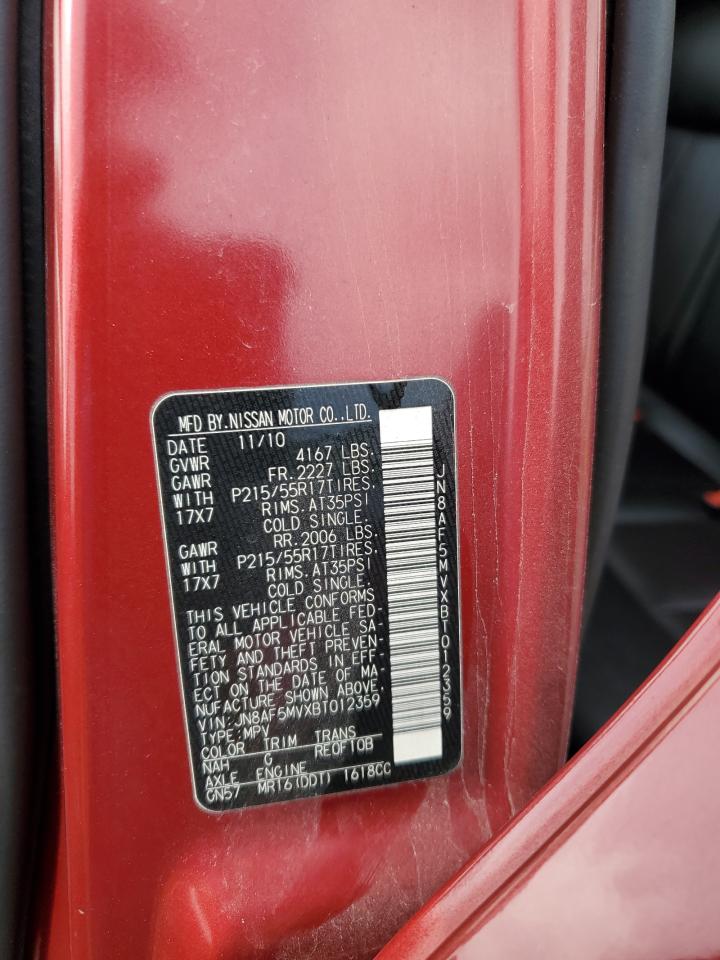 MFD BY.NISSAN MOTOR CO.,LTD.
DATE 11/10
GVWR 4167 LBS.
GAWR FR. 2227 LBS.
WITH P215/55R17TIRES.
17X7 RIMS. AT35PSI
COLD SINGLE.
GAWR RR. 2006 LBS.
WITH P215/55R17TIRES.
17X7 RIMS. AT35PSI
COLD SINGLE.
THIS VEHICLE CONFORMS
TO ALL APPLICABLE FED-
ERAL MOTOR VEHICLE SA-
FETY AND THEFT PREVEN-
TION STANDARDS IN EFF-
ECT ON THE DATE OF MA-
NUFACTURE SHOWN ABOVE.
VIN: JN8AF5MVXBT012359
TYPE: MPV
COLOR TRIM TRANS
NAH G RE0F10B
AXLE ENGINE
GN57 MR16(DDT) 1618CC
JN8AF5MVXBT012359